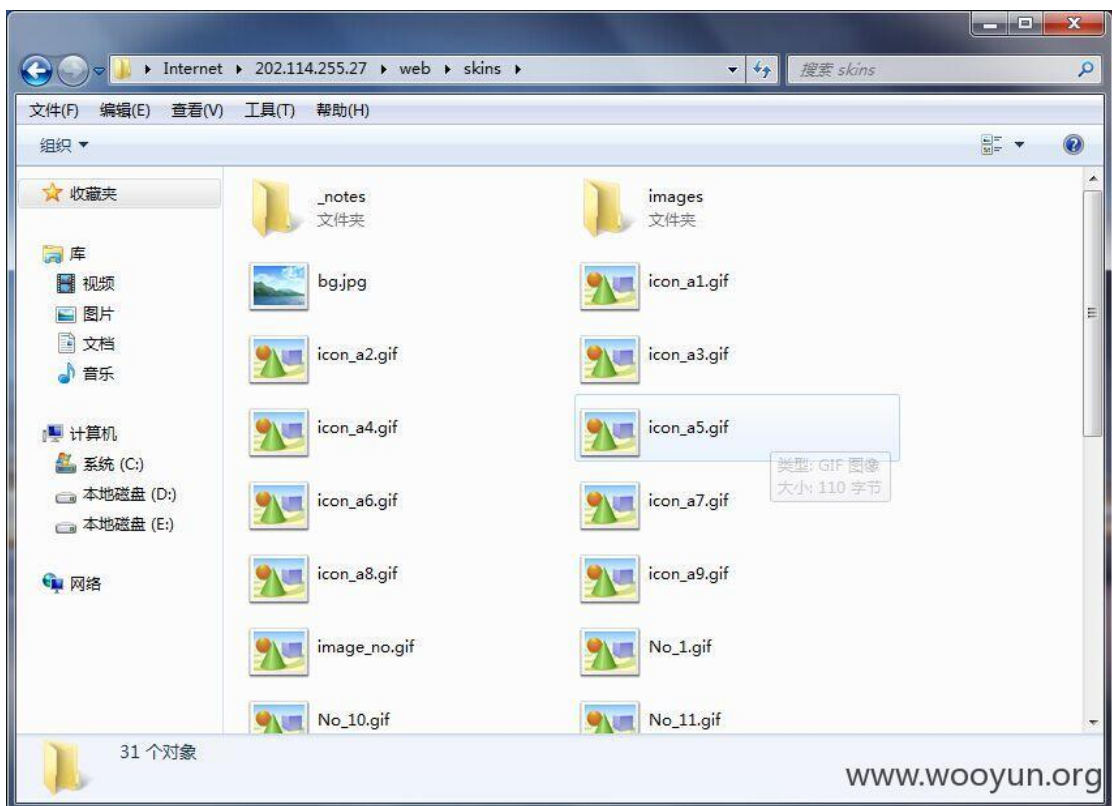 Internet 202.114.255.27 web skins
搜索 skins
文件(F) 编辑(E) 查看(V) 工具(T) 帮助(H)
组织
收藏夹
库
视频
图片
文档
音乐
计算机
系统 (C:)
本地磁盘 (D:)
本地磁盘 (E:)
网络
_notes
文件夹
images
文件夹
bg.jpg
icon_a1.gif
icon_a2.gif
icon_a3.gif
icon_a4.gif
icon_a5.gif
类型: GIF 图像
大小: 110 字节
icon_a6.gif
icon_a7.gif
icon_a8.gif
icon_a9.gif
image_no.gif
No_1.gif
No_10.gif
No_11.gif
31 个对象
www.wooyun.org